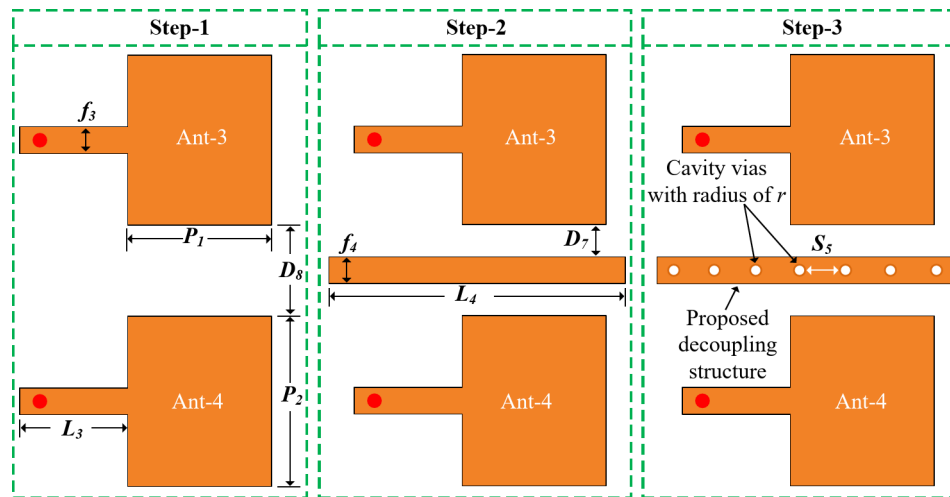 Step-1
f3
Ant-3
P1
D8
Ant-4
P2
L3
Step-2
Ant-3
D7
f4
L4
Ant-4
Step-3
Ant-3
Cavity vias
with radius of r
S5
Proposed
decoupling
structure
Ant-4